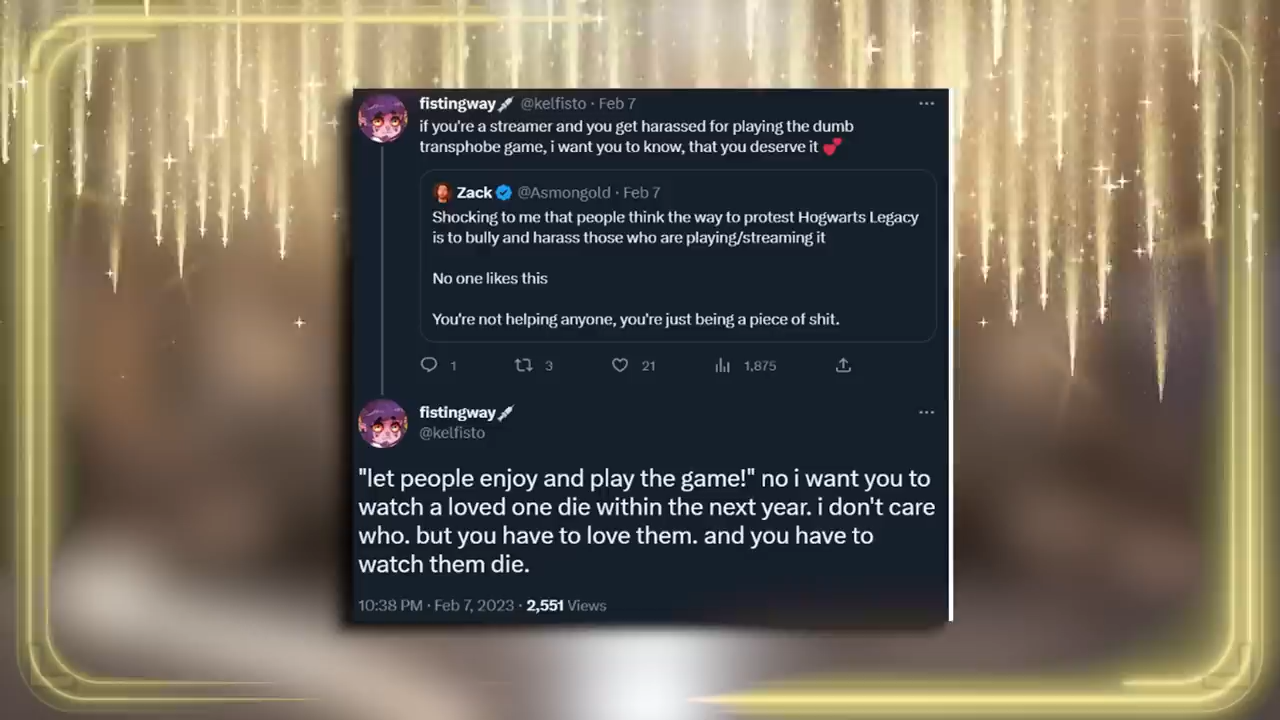 fistingway @kelfisto · Feb 7
if you're a streamer and you get harassed for playing the dumb
transphobe game, i want you to know, that you deserve it 💕
Zack @Asmongold · Feb 7
Shocking to me that people think the way to protest Hogwarts Legacy
is to bully and harass those who are playing/streaming it
No one likes this
You're not helping anyone, you're just being a piece of shit.
1 3 21 1,875
fistingway
@kelfisto
"let people enjoy and play the game!" no i want you to
watch a loved one die within the next year. i don't care
who. but you have to love them. and you have to
watch them die.
10:38 PM · Feb 7, 2023 · 2,551 Views